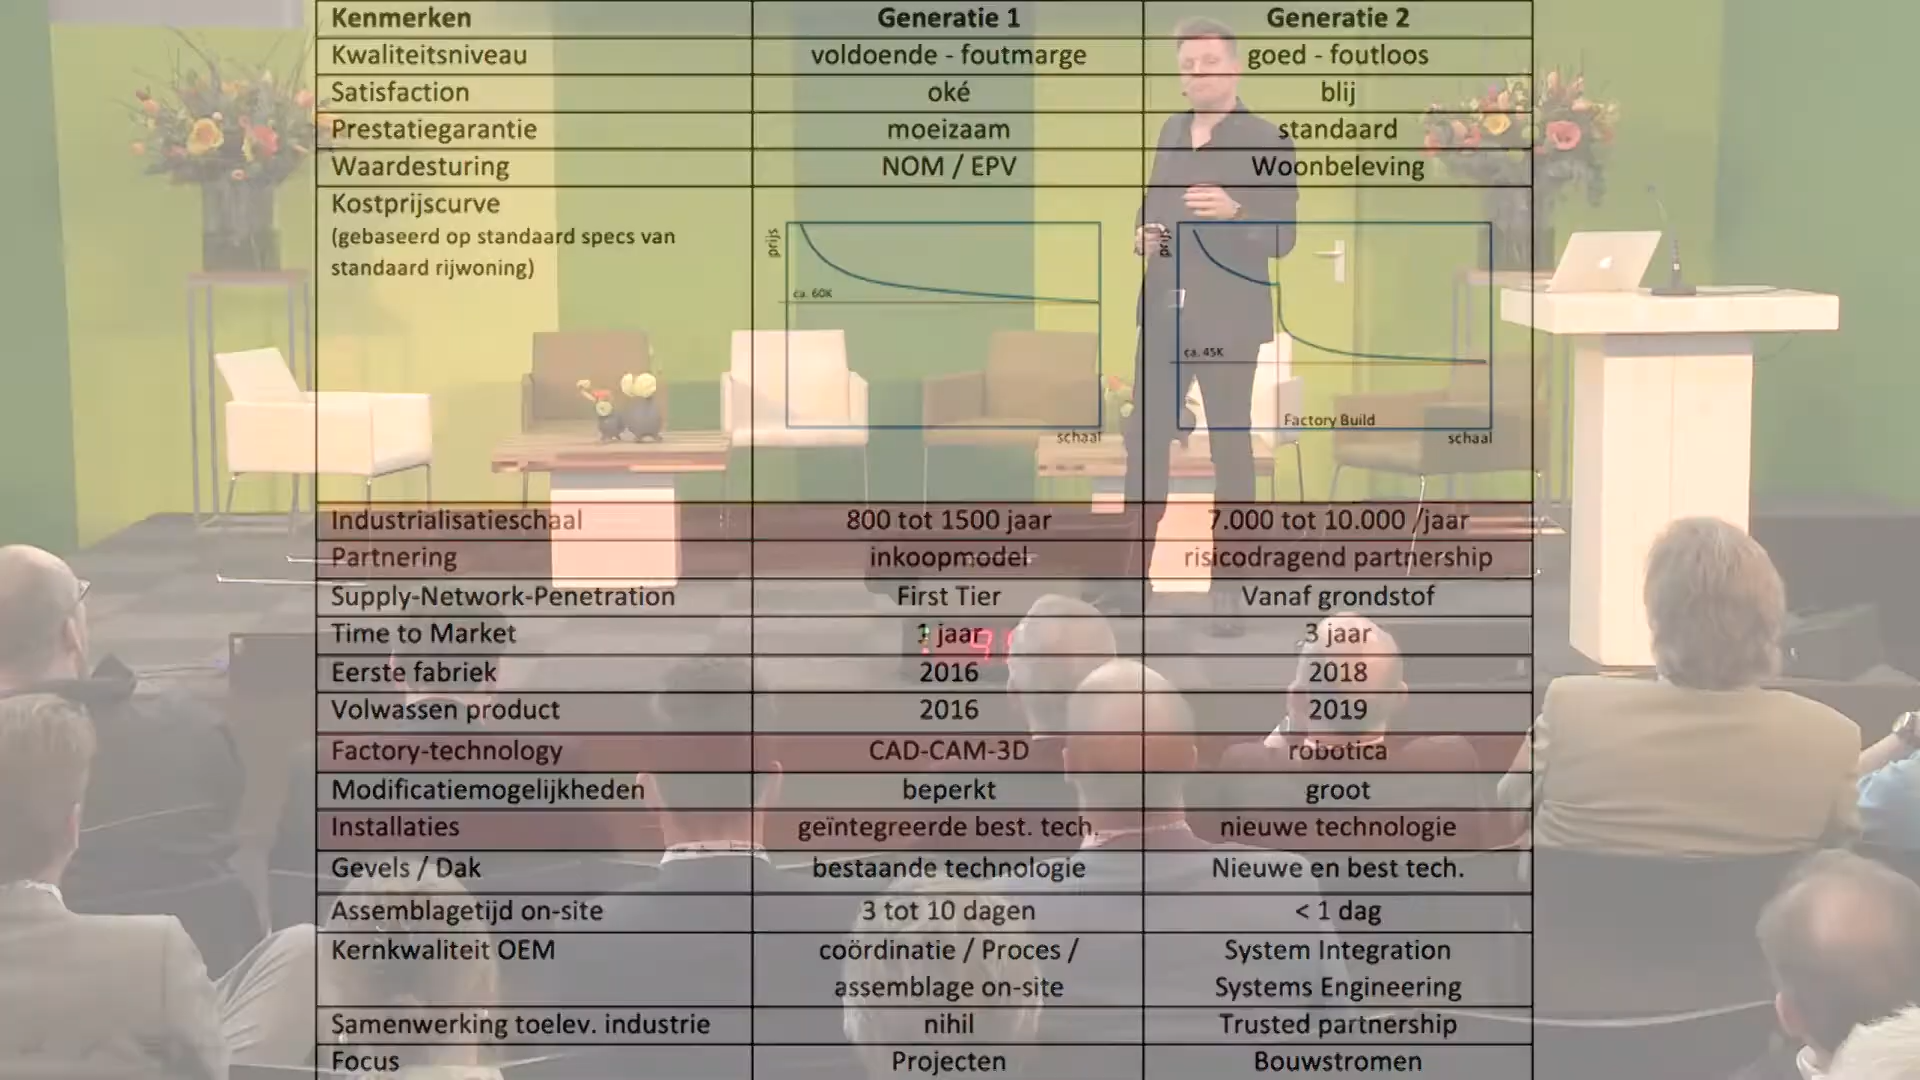 Kenmerken Generatie 1 Generatie 2
Kwaliteitsniveau voldoende - foutmarge goed - foutloos
Satisfaction oké blij
Prestatiegarantie moeizaam standaard
Waardesturing NOM / EPV Woonbeleving
Kostprijscurve
(gebaseerd op standaard specs van
standaard rijwoning)
prijs
ca. 60K
schaal
prijs
ca. 45K
Factory Build
schaal
Industrialisatieschaal 800 tot 1500 jaar 7.000 tot 10.000 /jaar
Partnering inkoopmodel risicodragend partnership
Supply-Network-Penetration First Tier Vanaf grondstof
Time to Market 1 jaar 3 jaar
Eerste fabriek 2016 2018
Volwassen product 2016 2019
Factory-technology CAD-CAM-3D robotica
Modificatiemogelijkheden beperkt groot
Installaties geïntegreerde best. tech. nieuwe technologie
Gevels / Dak bestaande technologie Nieuwe en best tech.
Assemblagetijd on-site 3 tot 10 dagen < 1 dag
Kernkwaliteit OEM coördinatie / Proces / System Integration
assemblage on-site Systems Engineering
Samenwerking toelev. industrie nihil Trusted partnership
Focus Projecten Bouwstromen